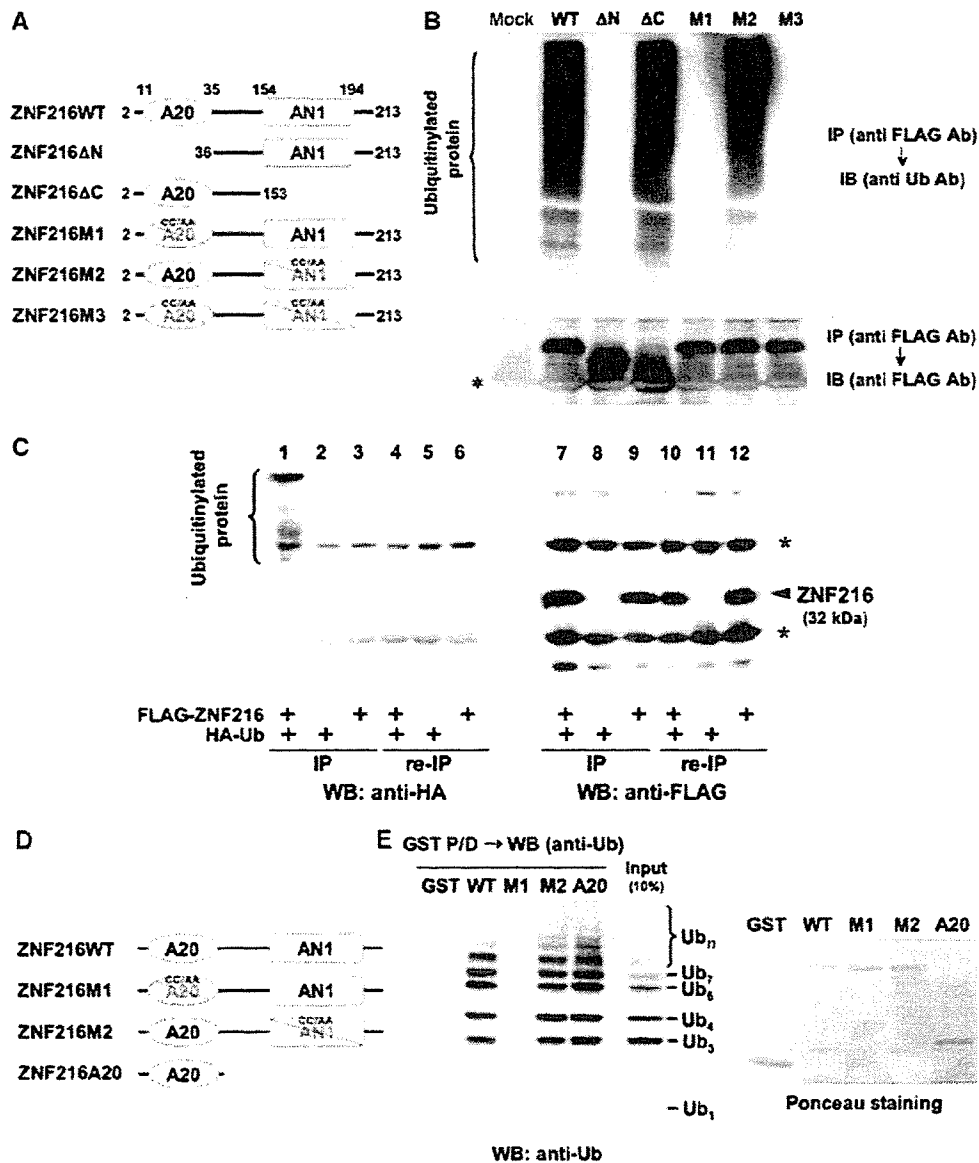 A
11 35 154 194
ZNF216WT 2 A20 AN1 213
ZNF216ΔN 36 AN1 213
ZNF216ΔC 2 A20 153
CC/AA
ZNF216M1 2 A20 AN1 213
CC/AA
ZNF216M2 2 A20 AN1 213
CC/AA CC/AA
ZNF216M3 2 A20 AN1 213
B
Mock WT ΔN ΔC M1 M2 M3
Ubiquitinylated
protein
IP (anti FLAG Ab)
↓
IB (anti Ub Ab)
IP (anti FLAG Ab)
↓
IB (anti FLAG Ab)
*
C
1 2 3 4 5 6 7 8 9 10 11 12
Ubiquitinylated
protein
*
ZNF216
(32 kDa)
*
FLAG-ZNF216 + + + + + + + +
HA-Ub + + + + + + + +
IP re-IP IP re-IP
WB: anti-HA WB: anti-FLAG
D
ZNF216WT A20 AN1
CC/AA
ZNF216M1 A20 AN1
CC/AA
ZNF216M2 A20 AN1
ZNF216A20 A20
E
GST P/D → WB (anti-Ub)
GST WT M1 M2 A20
Input
(10%)
Ubn
Ub7
Ub6
Ub4
Ub3
Ub1
WB: anti-Ub
GST WT M1 M2 A20
Ponceau staining